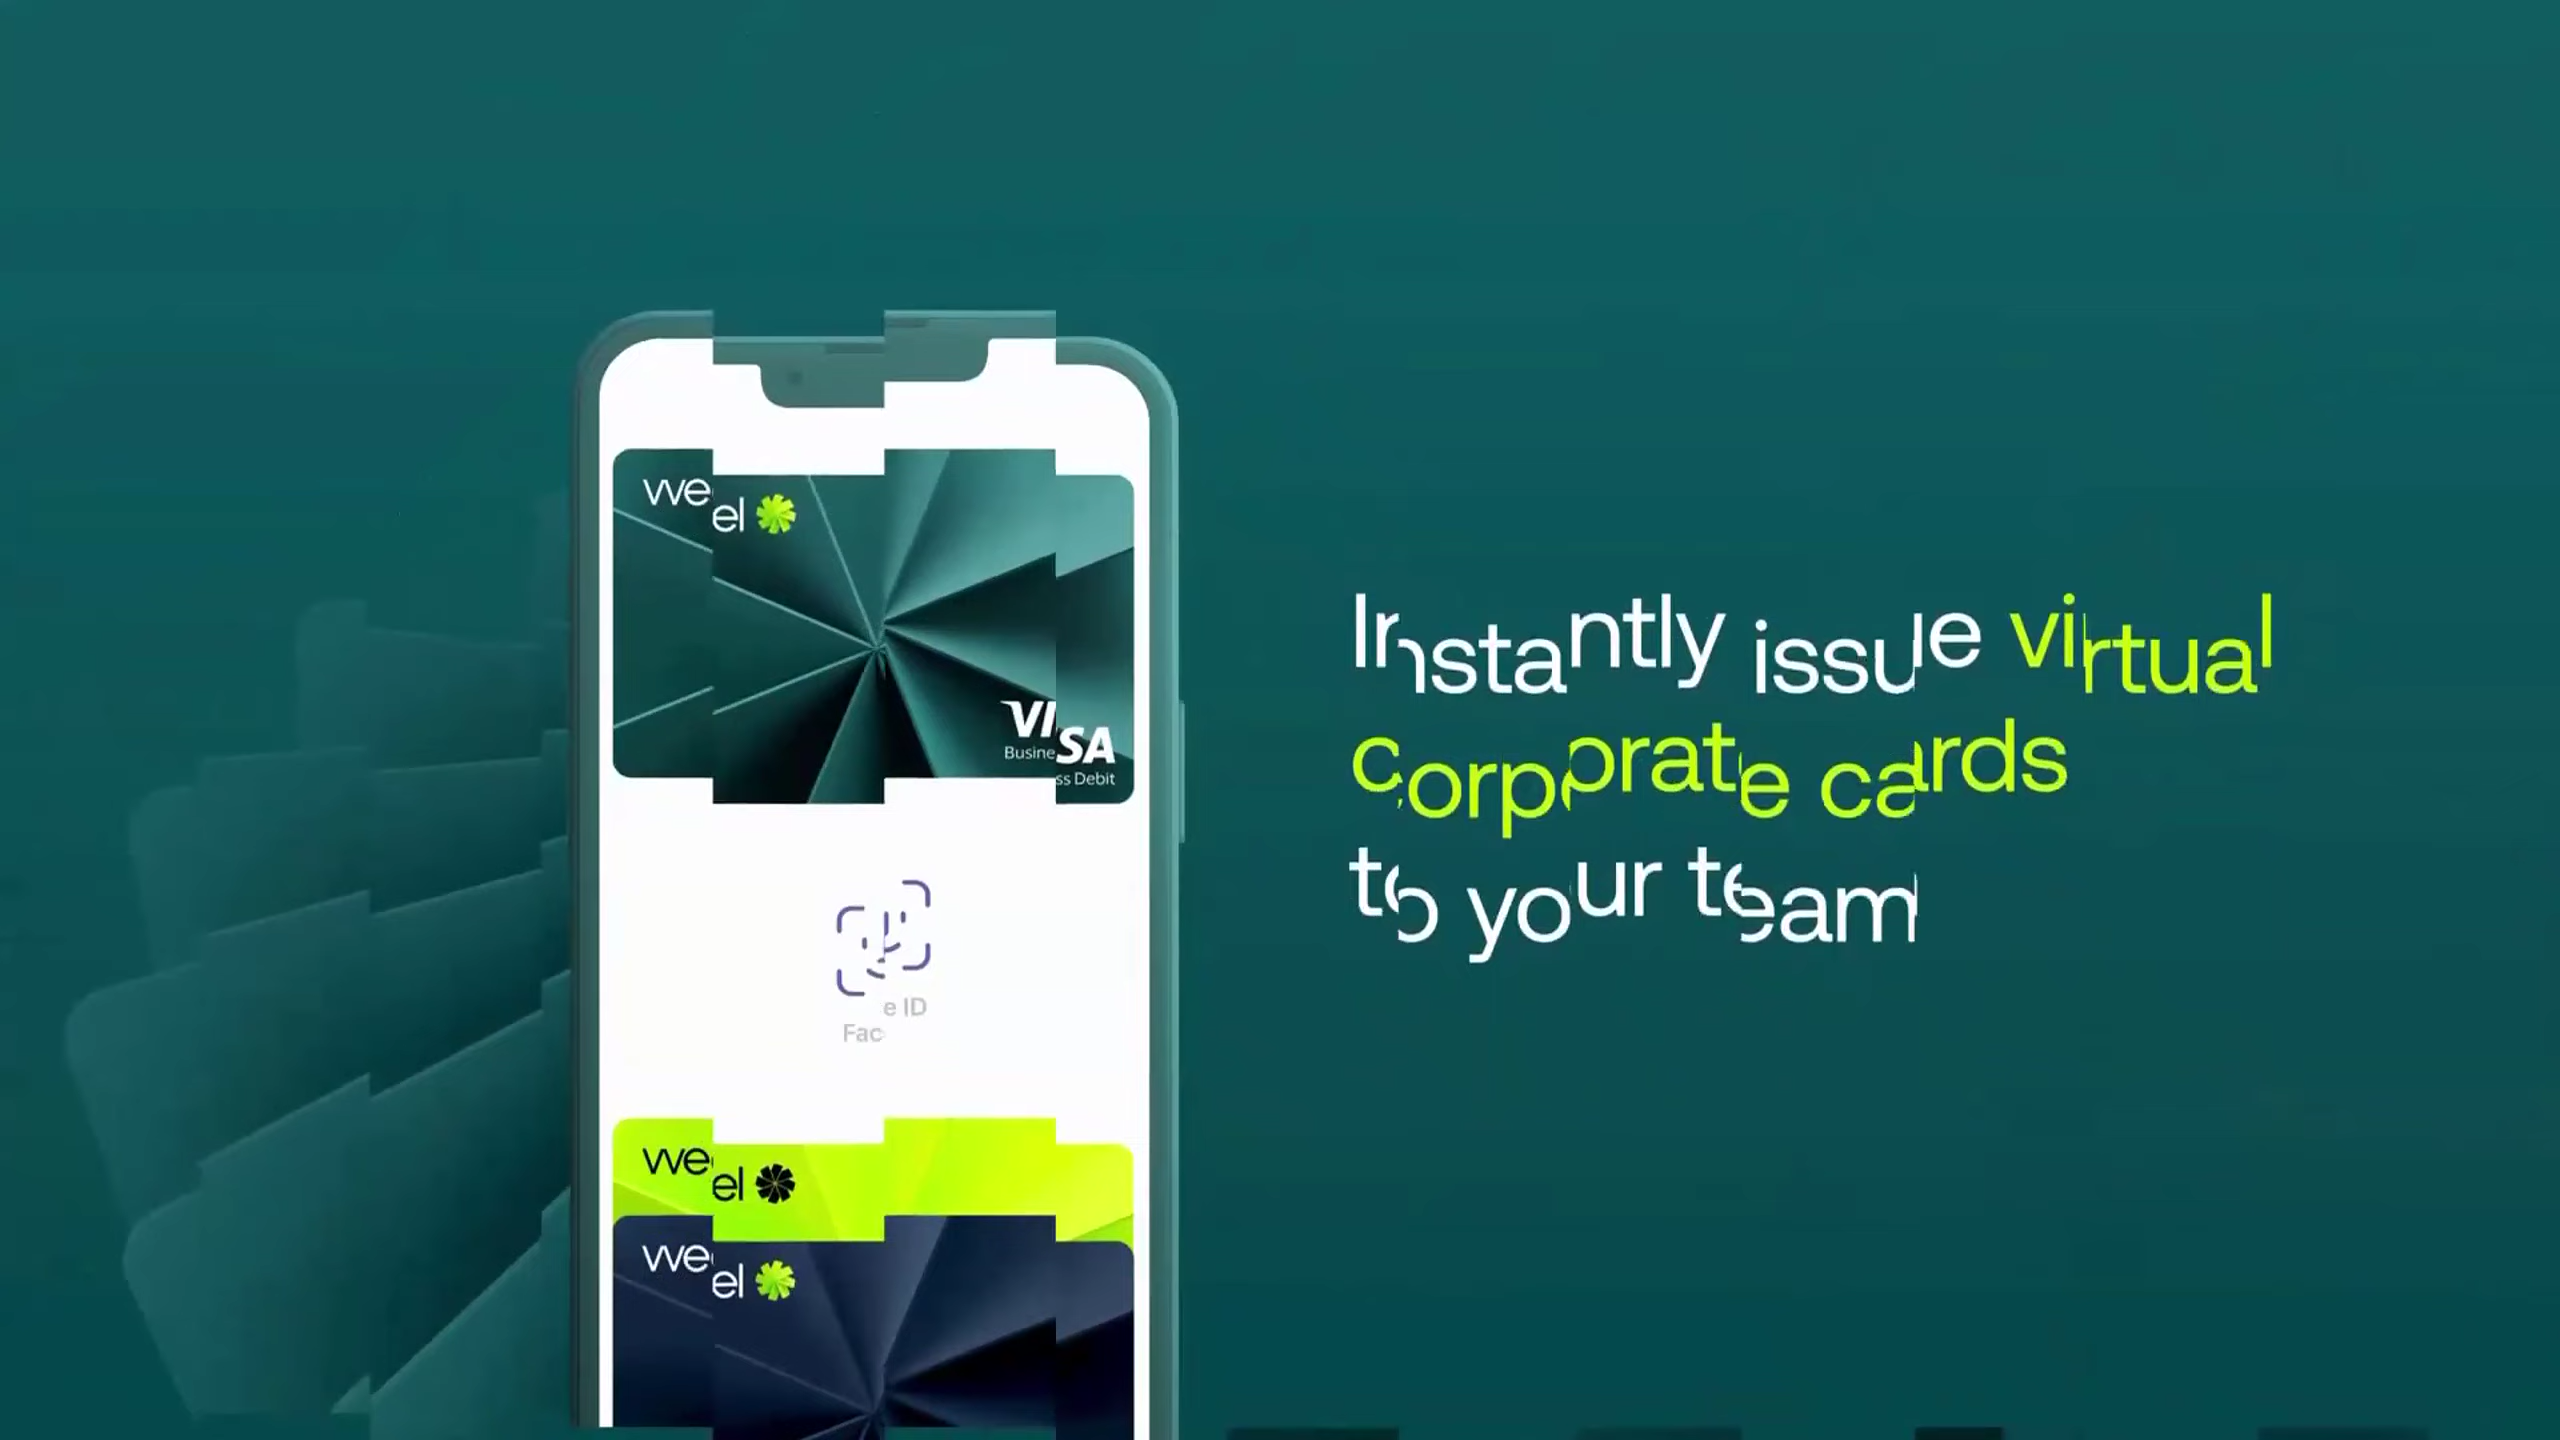 weel
VISA
Business Debit
Face ID
weel
weel
Instantly issue virtual
corporate cards
to your team